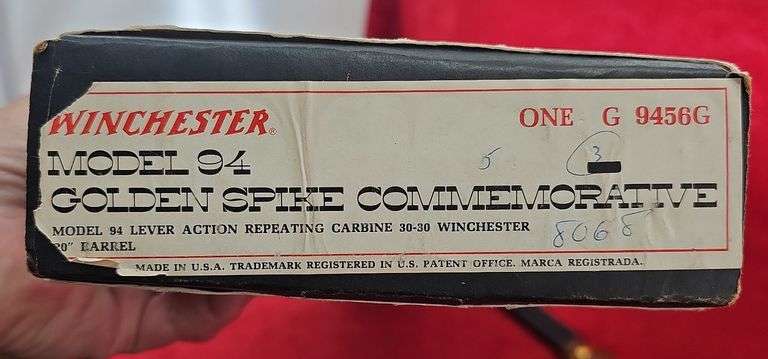 WINCHESTER® ONE G 9456G
MODEL 94 5 3
GOLDEN SPIKE COMMEMORATIVE
MODEL 94 LEVER ACTION REPEATING CARBINE 30-30 WINCHESTER 8068
20" BARREL
MADE IN U.S.A. TRADEMARK REGISTERED IN U.S. PATENT OFFICE. MARCA REGISTRADA.